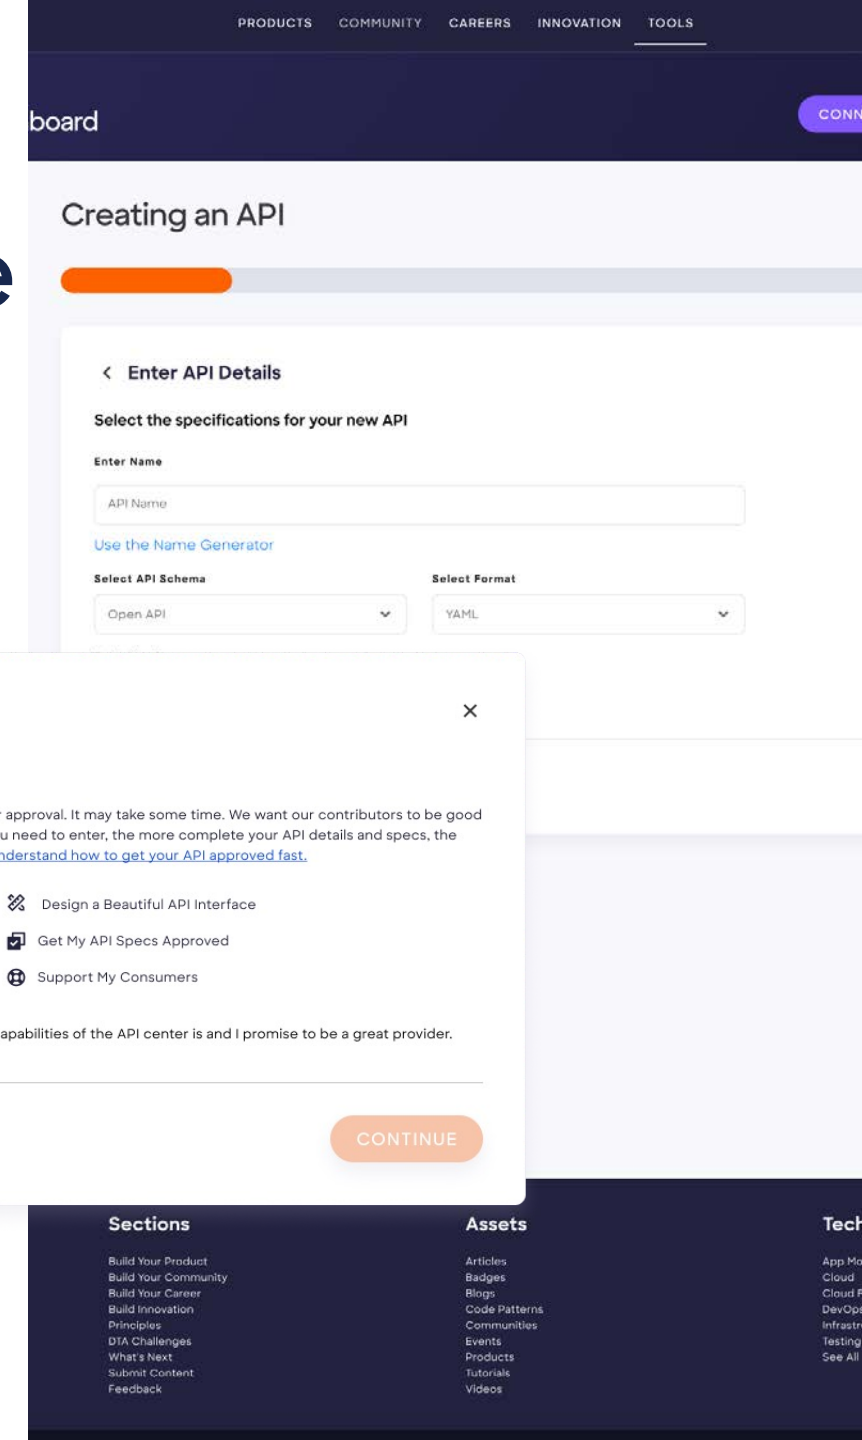 PRODUCTS COMMUNITY CAREERS INNOVATION TOOLS
board
CONN
Creating an API
e
Enter API Details
Select the specifications for your new API
Enter Name
API Name
Use the Name Generator
Select API Schema Select Format
Open API YAML
r approval. It may take some time. We want our contributors to be good
u need to enter, the more complete your API details and specs, the
nderstand how to get your API approved fast.
Design a Beautiful API Interface
Get My API Specs Approved
Support My Consumers
apabilities of the API center is and I promise to be a great provider.
CONTINUE
Sections
Build Your Product
Build Your Community
Build Your Career
Build Innovation
Principles
DTA Challenges
What's Next
Submit Content
Feedback
Assets
Articles
Badges
Blogs
Code Patterns
Communities
Events
Products
Tutorials
Videos
Tech
App Mo
Cloud
Cloud F
DevOps
Infrastr
Testing
See All